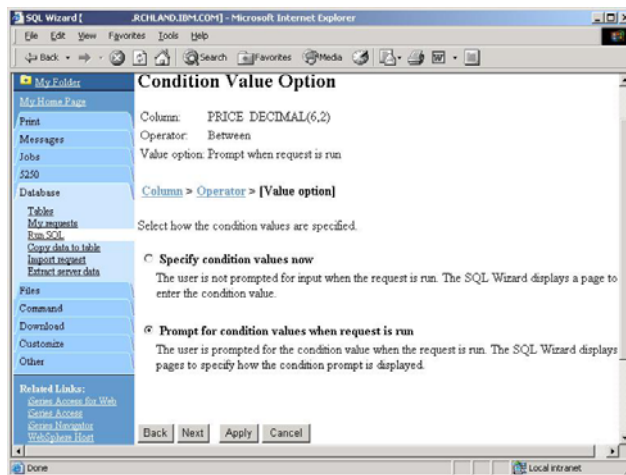 SQL Wizard [ .RCHLAND.IBM.COM] - Microsoft Internet Explorer
File Edit View Favorites Tools Help
Back Search Favorites Media
My Folder
My Home Page
Print
Messages
Jobs
5250
Database
Tables
My requests
Run SQL
Copy data to table
Import request
Extract server data
Files
Command
Download
Customize
Other
Related Links:
iSeries Access for Web
iSeries Access
iSeries Navigator
WebSphere Host
Condition Value Option
Column: PRICE DECIMAL(6,2)
Operator: Between
Value option: Prompt when request is run
Column > Operator > [Value option]
Select how the condition values are specified.
Specify condition values now
The user is not prompted for input when the request is run. The SQL Wizard displays a page to
enter the condition value.
Prompt for condition values when request is run
The user is prompted for the condition value when the request is run. The SQL Wizard displays
pages to specify how the condition prompt is displayed.
Back Next Apply Cancel
Done Local intranet